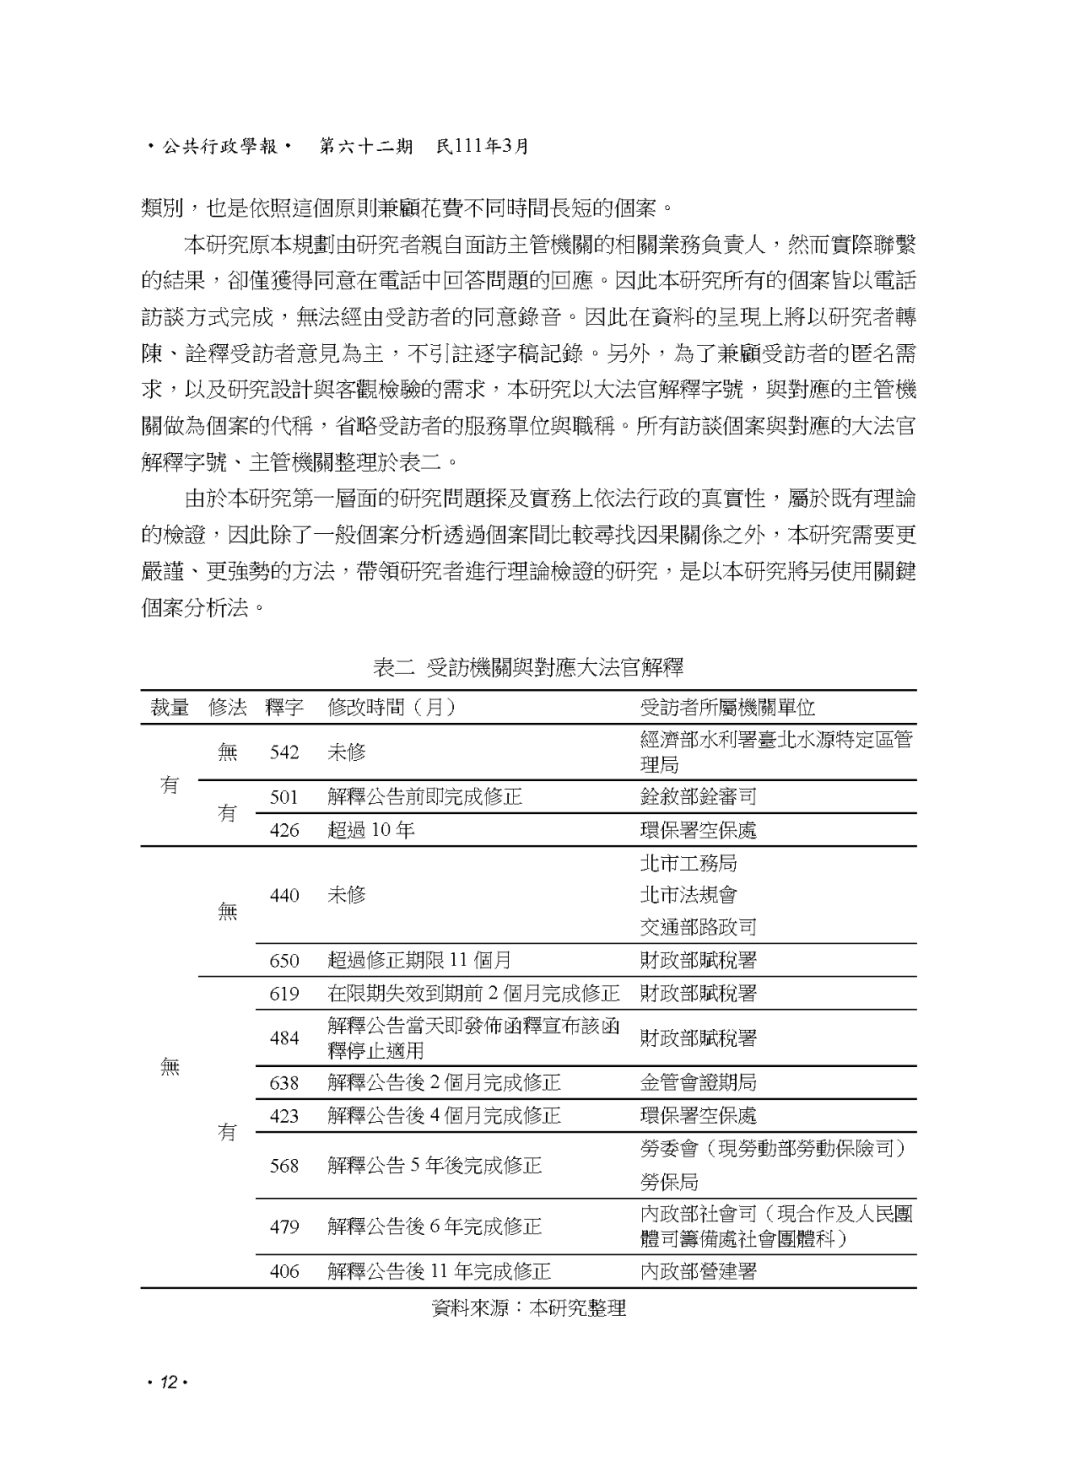 •公共行政學報•　第六十二期　民111年3月
類別，也是依照這個原則兼顧花費不同時間長短的個案。
本研究原本規劃由研究者親自面訪主管機關的相關業務負責人，然而實際聯繫
的結果，卻僅獲得同意在電話中回答問題的回應。因此本研究所有的個案皆以電話
訪談方式完成，無法經由受訪者的同意錄音。因此在資料的呈現上將以研究者轉
陳、詮釋受訪者意見為主，不引註逐字稿記錄。另外，為了兼顧受訪者的匿名需
求，以及研究設計與客觀檢驗的需求，本研究以大法官解釋字號，與對應的主管機
關做為個案的代稱，省略受訪者的服務單位與職稱。所有訪談個案與對應的大法官
解釋字號、主管機關整理於表二。
由於本研究第一層面的研究問題探及實務上依法行政的真實性，屬於既有理論
的檢證，因此除了一般個案分析透過個案間比較尋找因果關係之外，本研究需要更
嚴謹、更強勢的方法，帶領研究者進行理論檢證的研究，是以本研究將另使用關鍵
個案分析法。
表二 受訪機關與對應大法官解釋
裁量 修法 釋字 修改時間（月） 受訪者所屬機關單位
有 無 542 未修 經濟部水利署臺北水源特定區管
理局
有 501 解釋公告前即完成修正 銓敘部銓審司
426 超過 10 年 環保署空保處
無 無 440 未修 北市工務局
北市法規會
交通部路政司
650 超過修正期限 11 個月 財政部賦稅署
有 619 在限期失效到期前 2 個月完成修正 財政部賦稅署
484 解釋公告當天即發佈函釋宣布該函
釋停止適用 財政部賦稅署
638 解釋公告後 2 個月完成修正 金管會證期局
423 解釋公告後 4 個月完成修正 環保署空保處
568 解釋公告 5 年後完成修正 勞委會（現勞動部勞動保險司）
勞保局
479 解釋公告後 6 年完成修正 內政部社會司（現合作及人民團
體司籌備處社會團體科）
406 解釋公告後 11 年完成修正 內政部營建署
資料來源：本研究整理
•12•